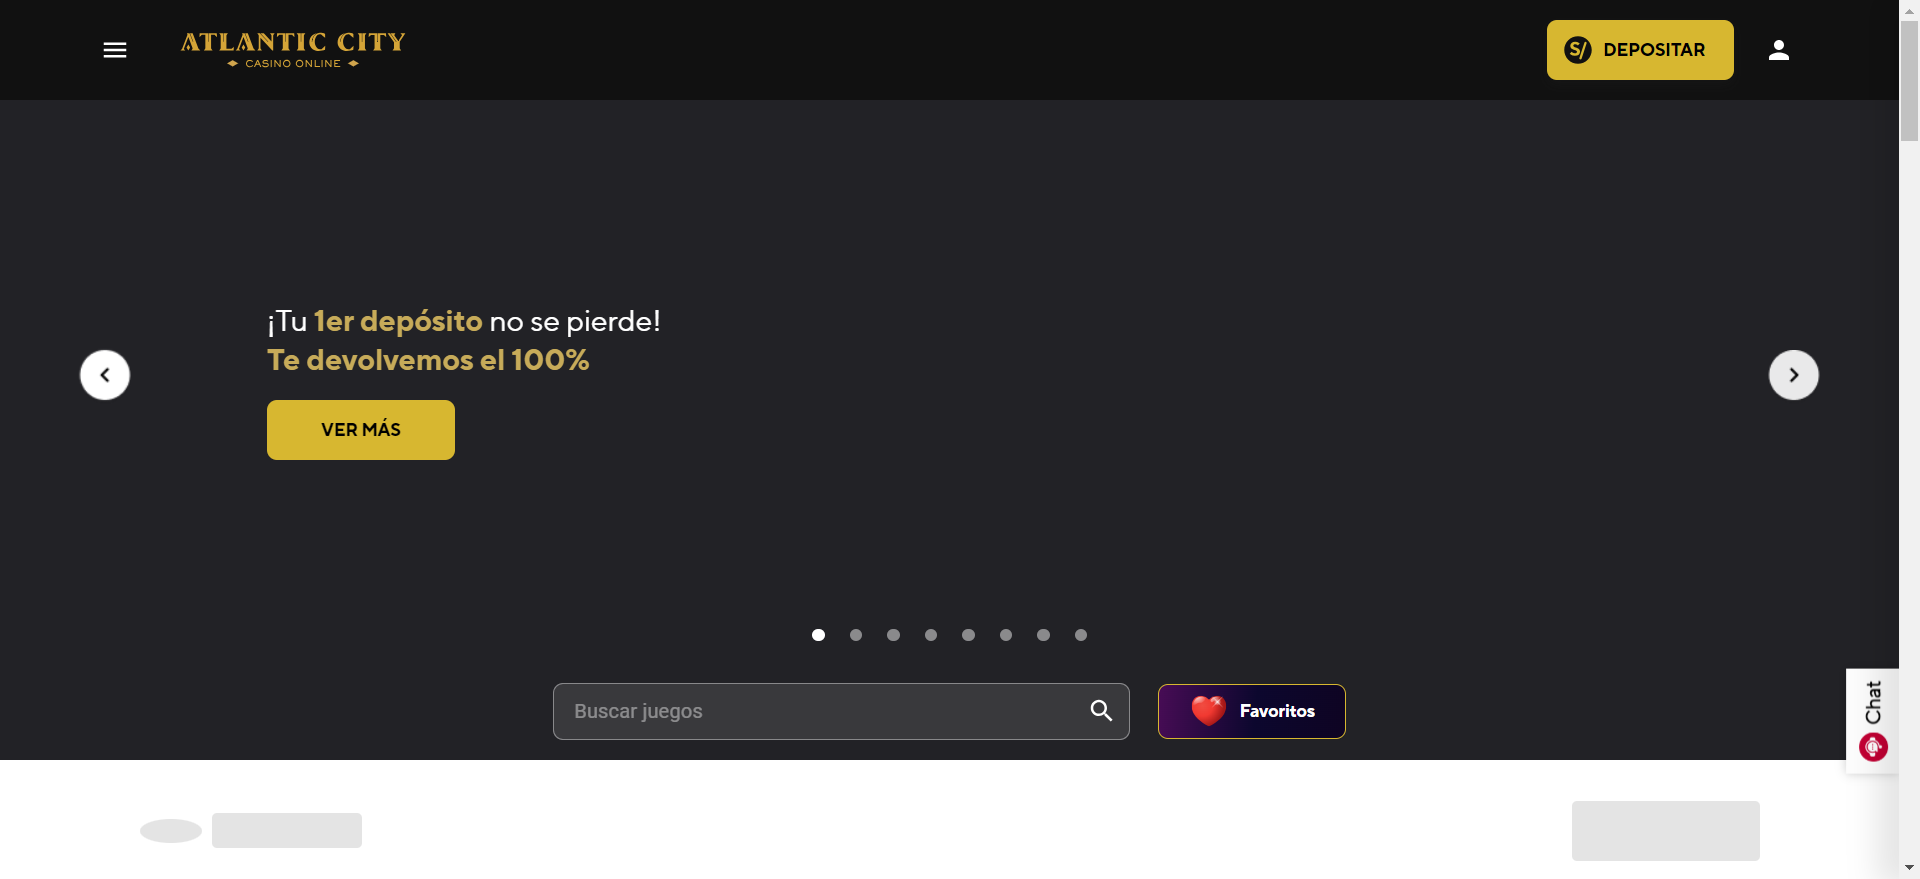 ATLANTIC CITY
CASINO ONLINE
S/ DEPOSITAR
¡Tu 1er depósito no se pierde!
Te devolvemos el 100%
VER MÁS
Buscar juegos
Favoritos
Chat